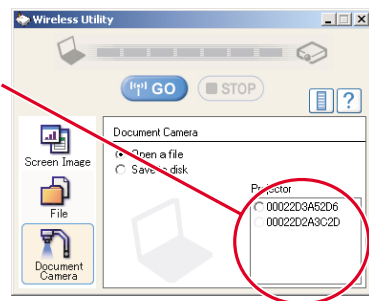 Wireless Utility
GO
STOP
?
Document Camera
Open a file
Save to disk
Projector
00022D3A52D6
00022D2A3C2D
Screen Image
File
Document
Camera